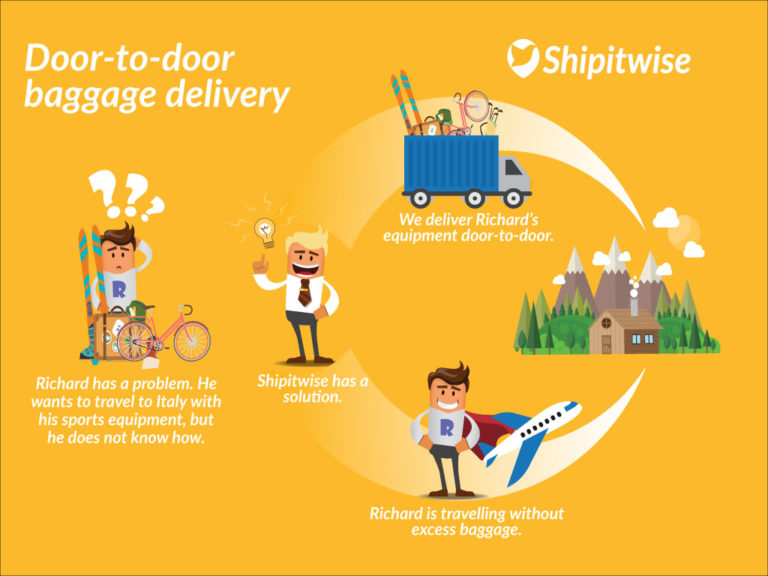 Door-to-door
baggage delivery
Shipitwise
???
We deliver Richard's
equipment door-to-door.
R
Richard has a problem. He
wants to travel to Italy with
his sports equipment, but
he does not know how.
Shipitwise has a
solution.
R
Richard is travelling without
excess baggage.